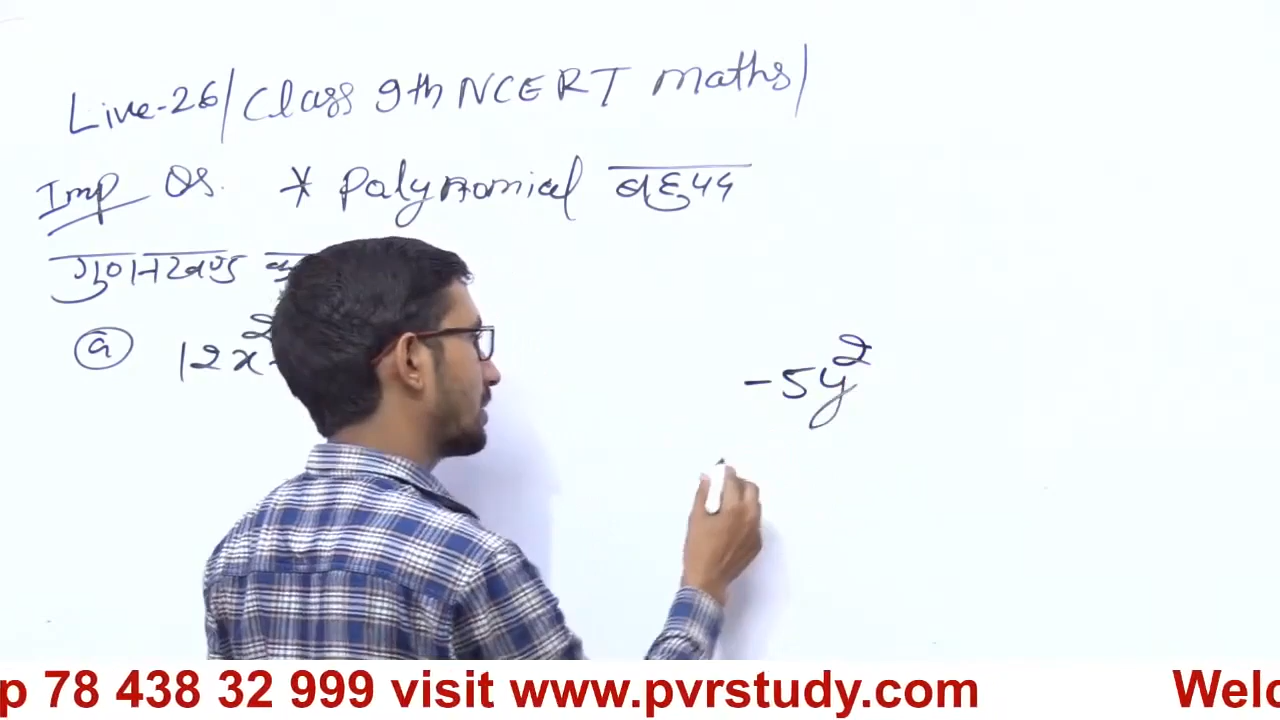 Live-26/ Class 9th NCERT maths/
Imp Qs. * Polynomial बहुपद
गुणनखण्ड
(a) 12x² -5y²
p 78 438 32 999 visit www.pvrstudy.com Welc